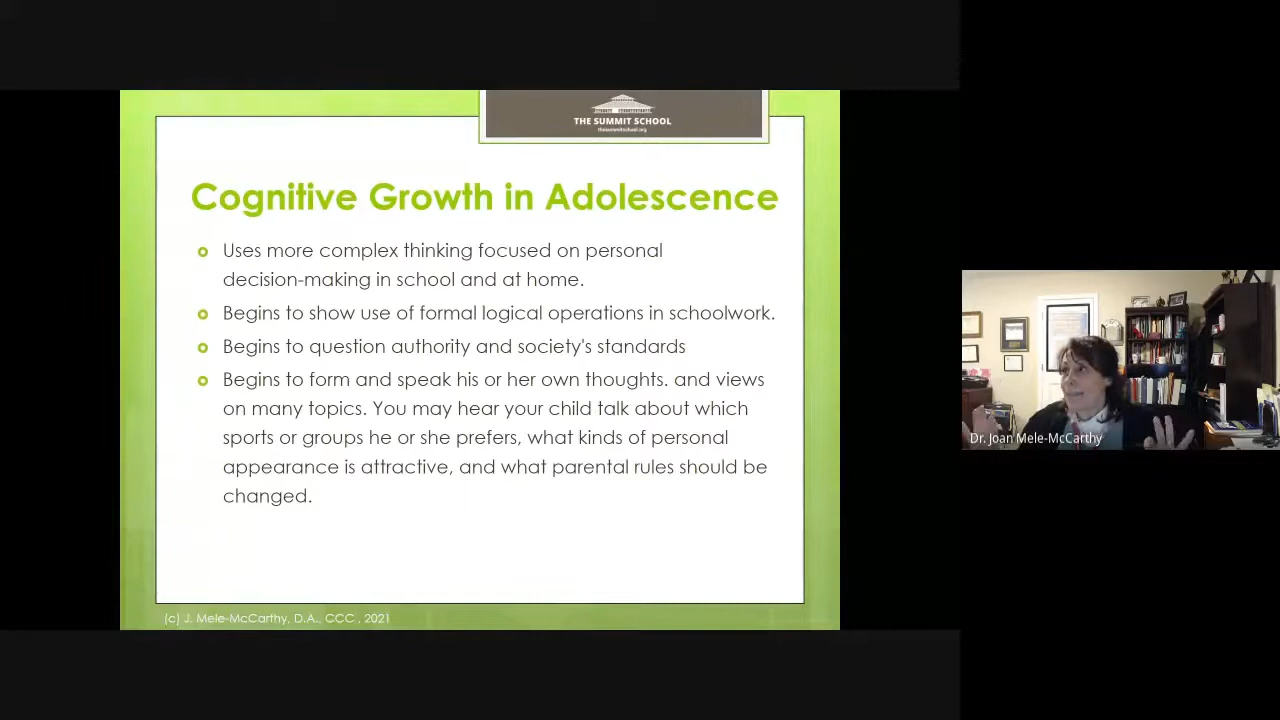 THE SUMMIT SCHOOL
thesummitschool.org
Cognitive Growth in Adolescence
Uses more complex thinking focused on personal
decision-making in school and at home.
Begins to show use of formal logical operations in schoolwork.
Begins to question authority and society's standards
Begins to form and speak his or her own thoughts. and views
on many topics. You may hear your child talk about which
sports or groups he or she prefers, what kinds of personal
appearance is attractive, and what parental rules should be
changed.
(c) J. Mele-McCarthy, D.A., CCC , 2021
Dr. Joan Mele-McCarthy